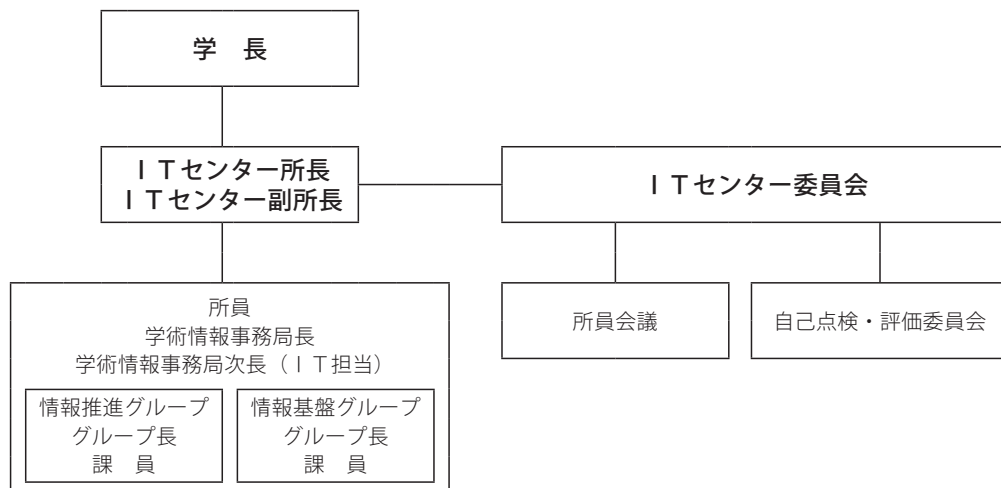 学　長
ＩＴセンター所長
ＩＴセンター副所長
ＩＴセンター委員会
所員
学術情報事務局長
学術情報事務局次長（ＩＴ担当）
情報推進グループ
グループ長
課　員
情報基盤グループ
グループ長
課　員
所員会議
自己点検・評価委員会